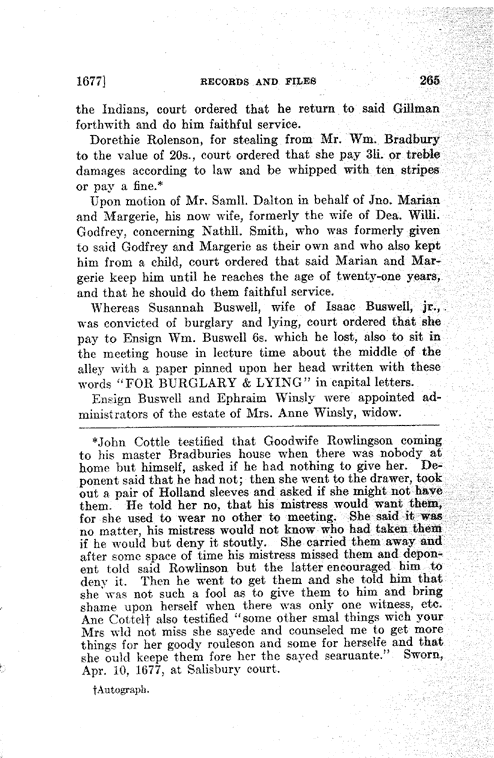 1677]	RECORDS AND FILES	265
the Indians, court ordered that he return to said Gillman
forthwith and do him faithful service.
Dorethie Rolenson, for stealing from Mr. Wm. Bradbury
to the value of 20s., court ordered that she pay 3li. or treble
damages according to law and be whipped with ten stripes
or pay a fine.*
Upon motion of Mr. Samll. Dalton in behalf of Jno. Marian
and Margerie, his now wife, formerly the wife of Dea. Willi.
Godfrey, concerning Nathll. Smith, who was formerly given
to said Godfrey and Margerie as their own and who also kept
him from a child, court ordered that said Marian and Mar-
gerie keep him until he reaches the age of twenty-one years,
and that he should do them faithful service.
Whereas Susannah Buswell, wife of Isaac Buswell, jr.,
was convicted of burglary and lying, court ordered that she
pay to Ensign Wm. Buswell 6s. which he lost, also to sit in
the meeting house in lecture time about the middle of the
alley with a paper pinned upon her head written with these
words "FOR BURGLARY & LYING" in capital letters.
Ensign Buswell and Ephraim Winsly were appointed ad-
ministrators of the estate of Mrs. Anne Winsly, widow.
*John Cottle testified that Goodwife Rowlingson coming
to his master Bradburies house when there was nobody at
home but himself, asked if he had nothing to give her. De-
ponent said that he had not; then she went to the drawer, took
out a pair of Holland sleeves and asked if she might not have
them. He told her no, that his mistress would want them,
for she used to wear no other to meeting. She said it was
no matter, his mistress would not know who had taken them
if he would but deny it stoutly. She carried them away and
after some space of time his mistress missed them and depon-
ent told said Rowlinson but the latter encouraged him to
deny it. Then he went to get them and she told him that
she was not such a fool as to give them to him and bring
shame upon herself when there was only one witness, etc.
Ane Cottel† also testified "some other smal things wich your
Mrs wld not miss she sayede and counseled me to get more
things for her goody rouleson and some for herselfe and that
she ould keepe them fore her the sayed searuante." Sworn,
Apr. 10, 1677, at Salisbury court.
†Autograph.